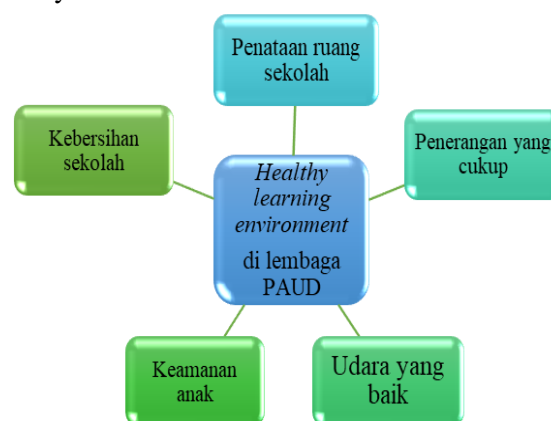 Penataan ruang
sekolah
Kebersihan
sekolah
Penerangan yang
cukup
Healthy
learning
environment
di lembaga
PAUD
Keamanan
anak
Udara yang
baik